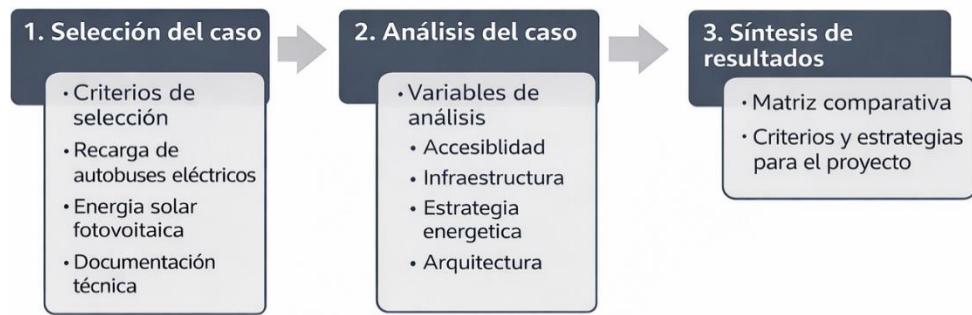 1. Selección del caso
• Criterios de
selección
• Recarga de
autobuses eléctricos
• Energia solar
fotovoitaica
• Documentación
técnica
2. Análisis del caso
• Variables de
análisis
• Accesiblidad
• Infraestructura
• Estrategia
energetica
• Arquitectura
3. Síntesis de
resultados
• Matriz comparativa
• Criterios y estrategias
para el proyecto